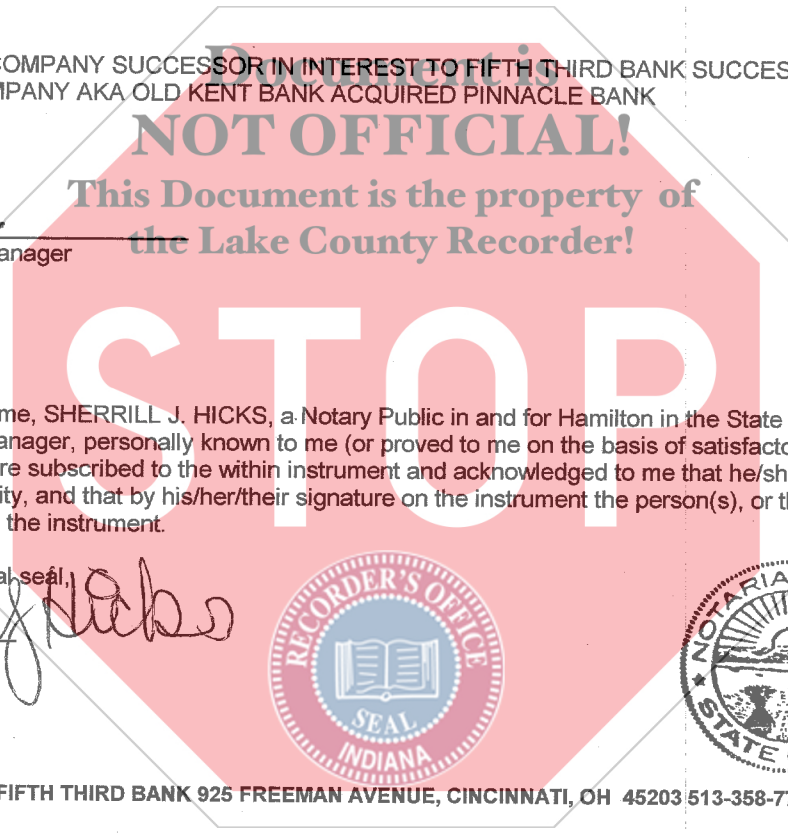 Document is
COMPANY SUCCESSOR IN INTEREST TO FIFTH THIRD BANK SUCCES
MPANY AKA OLD KENT BANK ACQUIRED PINNACLE BANK
NOT OFFICIAL!
This Document is the property of
the Lake County Recorder!
anager
STOP
me, SHERRILL J. HICKS, a Notary Public in and for Hamilton in the State
anager, personally known to me (or proved to me on the basis of satisfacto
re subscribed to the within instrument and acknowledged to me that he/sh
ity, and that by his/her/their signature on the instrument the person(s), or th
the instrument.
al seal,
J Hicks
RECORDER'S OFFICE
SEAL
INDIANA
NOTARIA
STATE
FIFTH THIRD BANK 925 FREEMAN AVENUE, CINCINNATI, OH 45203 513-358-77